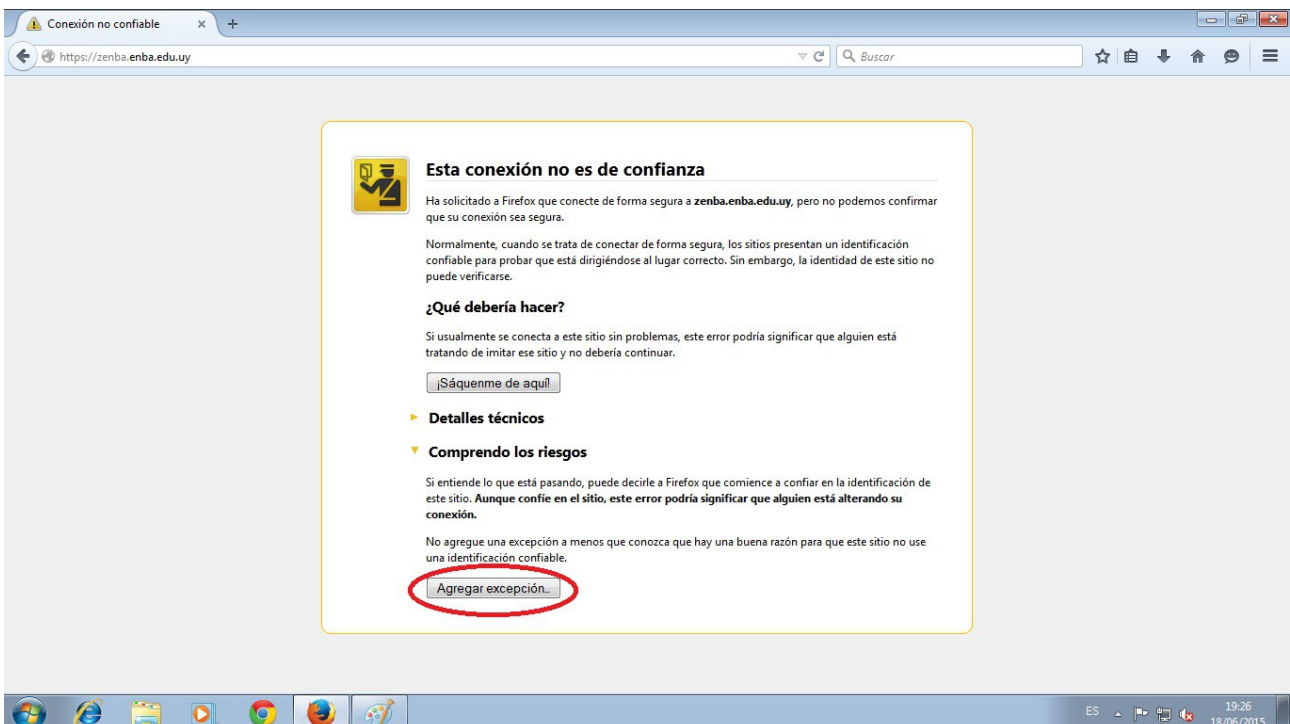 Conexión no confiable
https://zenba.enba.edu.uy
Buscar
Esta conexión no es de confianza
Ha solicitado a Firefox que conecte de forma segura a zenba.enba.edu.uy, pero no podemos confirmar
que su conexión sea segura.
Normalmente, cuando se trata de conectar de forma segura, los sitios presentan un identificación
confiable para probar que está dirigiéndose al lugar correcto. Sin embargo, la identidad de este sitio no
puede verificarse.
¿Qué debería hacer?
Si usualmente se conecta a este sitio sin problemas, este error podría significar que alguien está
tratando de imitar ese sitio y no debería continuar.
¡Sáquenme de aquí!
Detalles técnicos
Comprendo los riesgos
Si entiende lo que está pasando, puede decirle a Firefox que comience a confiar en la identificación de
este sitio. Aunque confíe en el sitio, este error podría significar que alguien está alterando su
conexión.
No agregue una excepción a menos que conozca que hay una buena razón para que este sitio no use
una identificación confiable.
Agregar excepción...
ES
19:26
18/06/2015